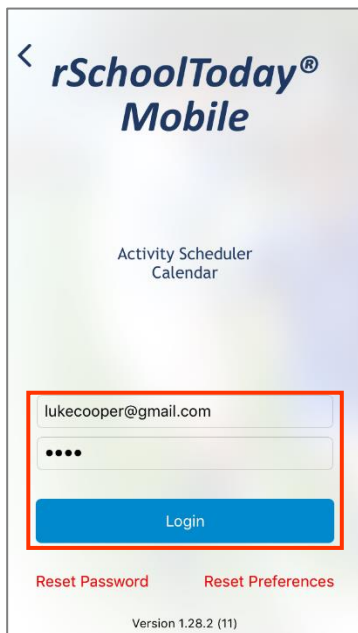 rSchoolToday®
Mobile
Activity Scheduler
Calendar
lukecooper@gmail.com
••••
Login
Reset Password Reset Preferences
Version 1.28.2 (11)